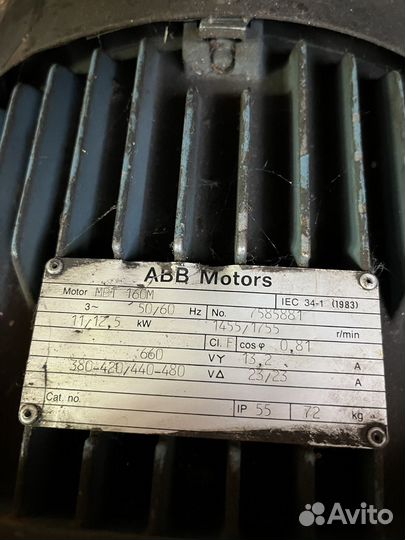 ABB Motors
Motor MBT 160M IEC 34-1 (1983)
3~ 50/60 Hz No. 7585881
11/12,5 kW 1455/1755 r/min
Cl. F cos φ 0,81
660 VY 13,2 A
380-420/440-480 V∆ 23/23 A
Cat. no. IP 55 72 kg
Avito